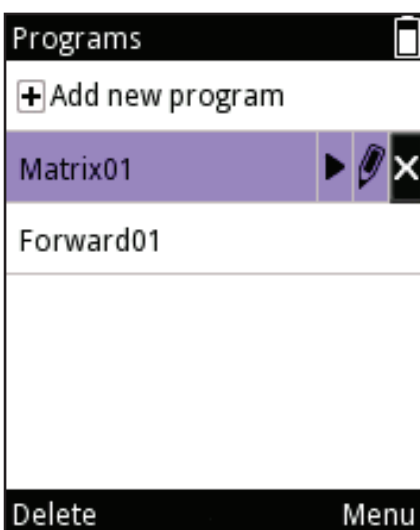 Programs
Add new program
Matrix01
Forward01
Delete Menu